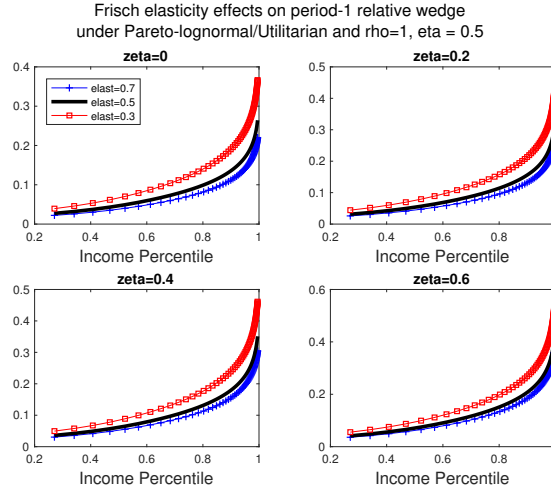 Frisch elasticity effects on period-1 relative wedge
under Pareto-lognormal/Utilitarian and rho=1, eta = 0.5
zeta=0
0.4
0.3
0.2
0.1
0
elast=0.7
elast=0.5
elast=0.3
0.2 0.4 0.6 0.8 1
Income Percentile
zeta=0.2
0.5
0.4
0.3
0.2
0.1
0
0.2 0.4 0.6 0.8 1
Income Percentile
zeta=0.4
0.5
0.4
0.3
0.2
0.1
0
0.2 0.4 0.6 0.8 1
Income Percentile
zeta=0.6
0.6
0.4
0.2
0
0.2 0.4 0.6 0.8
Income Percentile